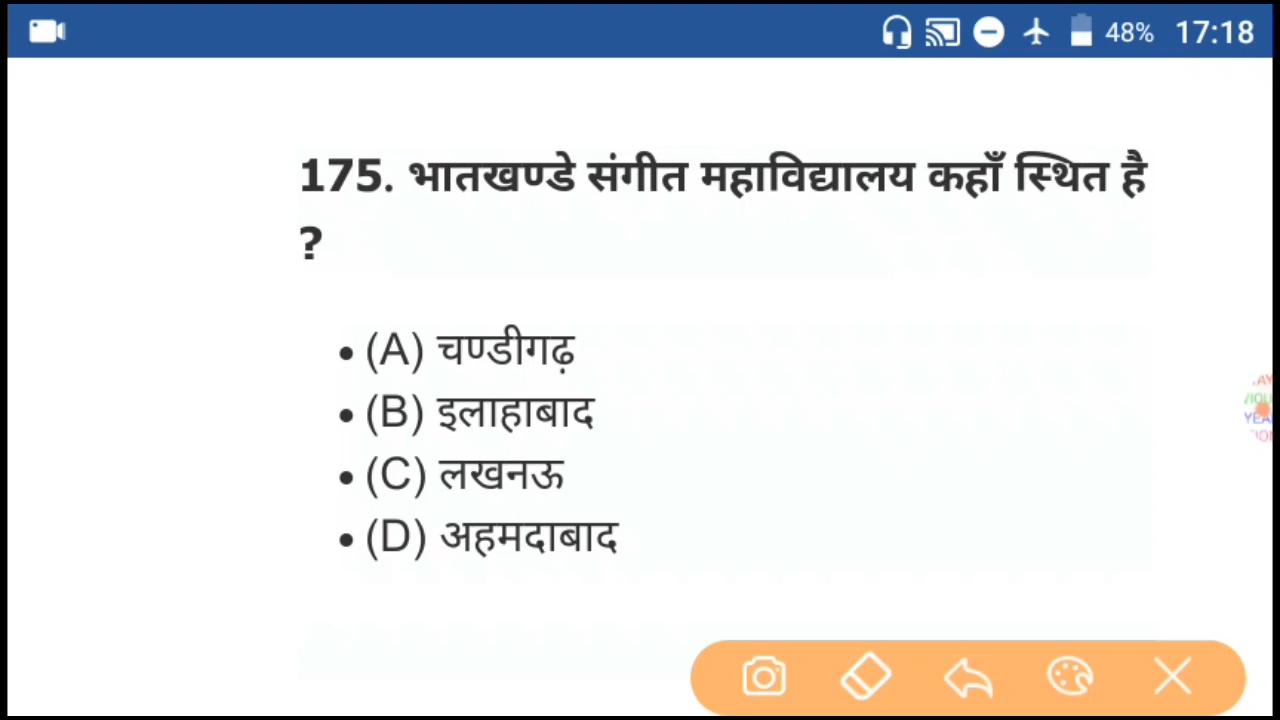 48% 17:18
175. भातखण्डे संगीत महाविद्यालय कहाँ स्थित है
?
• (A) चण्डीगढ़
• (B) इलाहाबाद
• (C) लखनऊ
• (D) अहमदाबाद